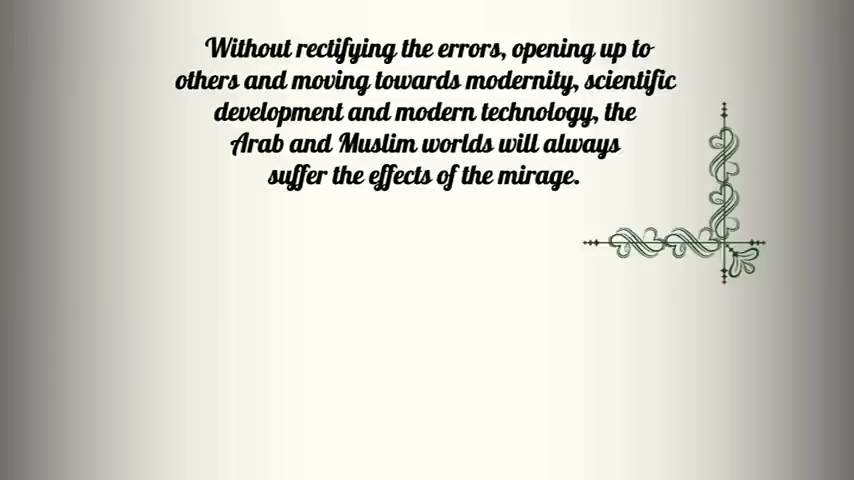 Without rectifying the errors, opening up to
others and moving towards modernity, scientific
development and modern technology, the
Arab and Muslim worlds will always
suffer the effects of the mirage.